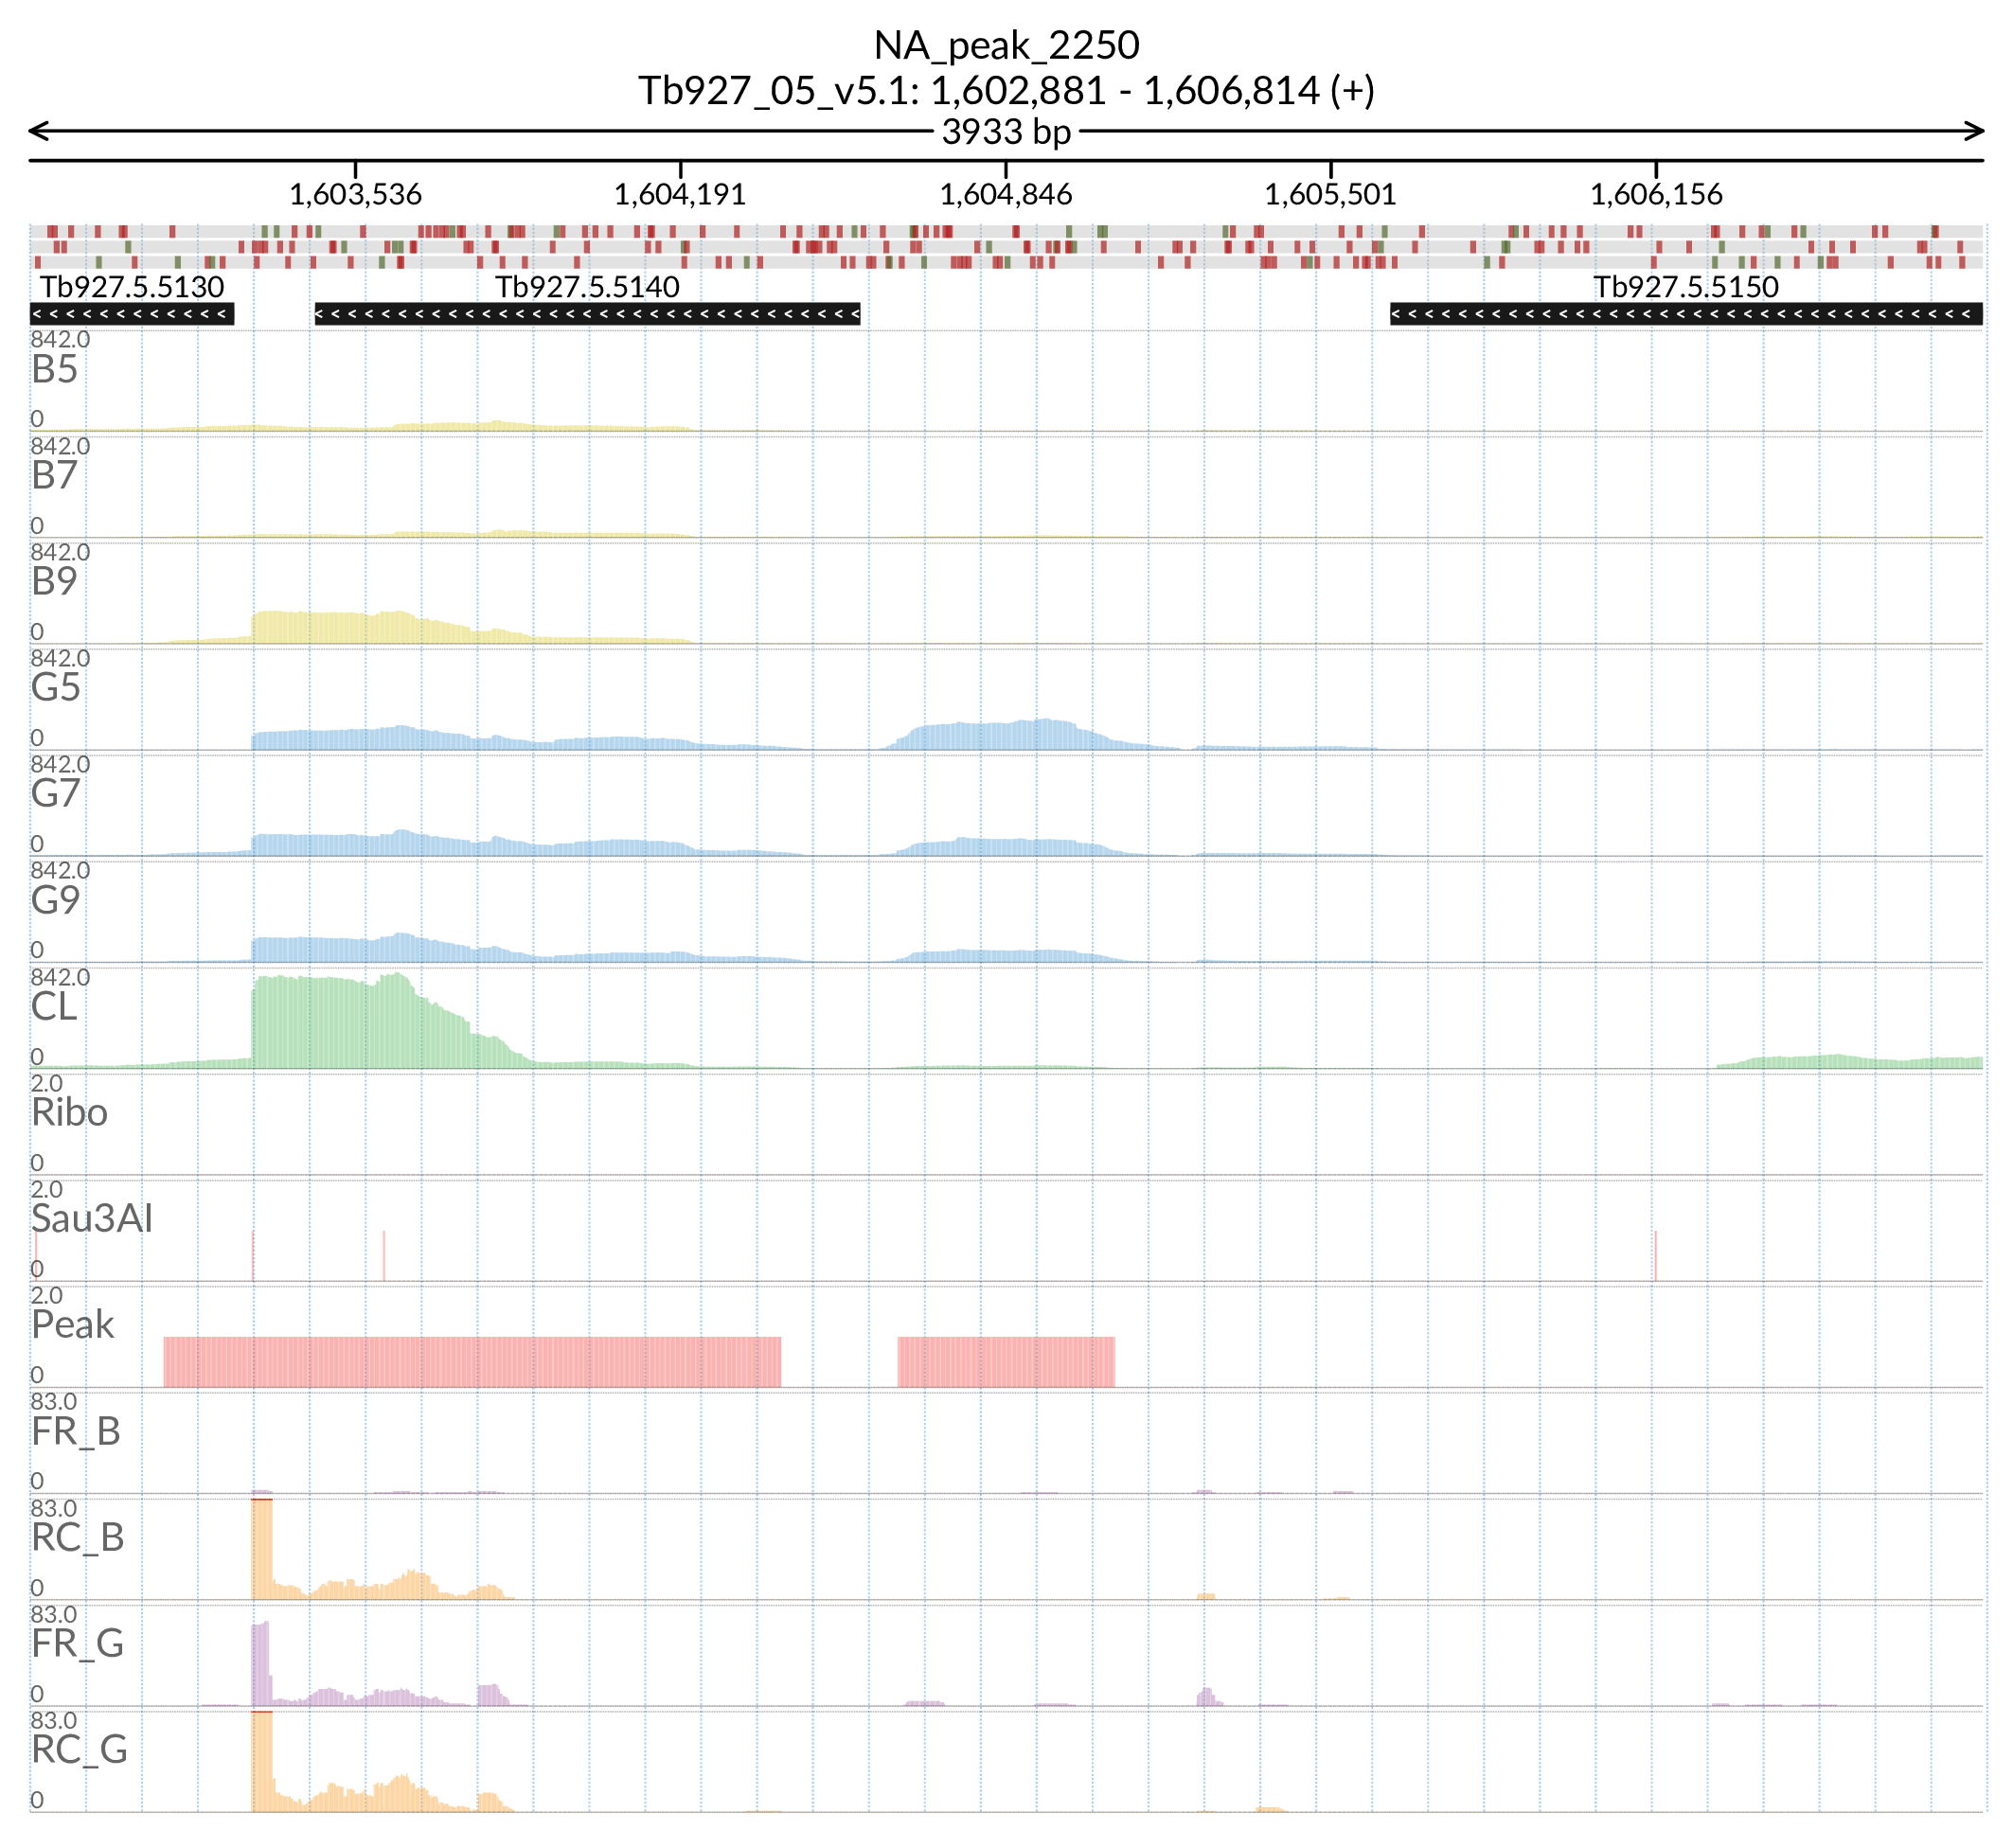 NA_peak_2250
Tb927_05_v5.1: 1,602,881 - 1,606,814 (+)
3933 bp
1,603,536 1,604,191 1,604,846 1,605,501 1,606,156
Tb927.5.5130 Tb927.5.5140 Tb927.5.5150
842.0
B5
0
842.0
B7
0
842.0
B9
0
842.0
G5
0
842.0
G7
0
842.0
G9
0
842.0
CL
0
2.0
Ribo
0
2.0
Sau3AI
0
2.0
Peak
0
83.0
FR_B
0
83.0
RC_B
0
83.0
FR_G
0
83.0
RC_G
0